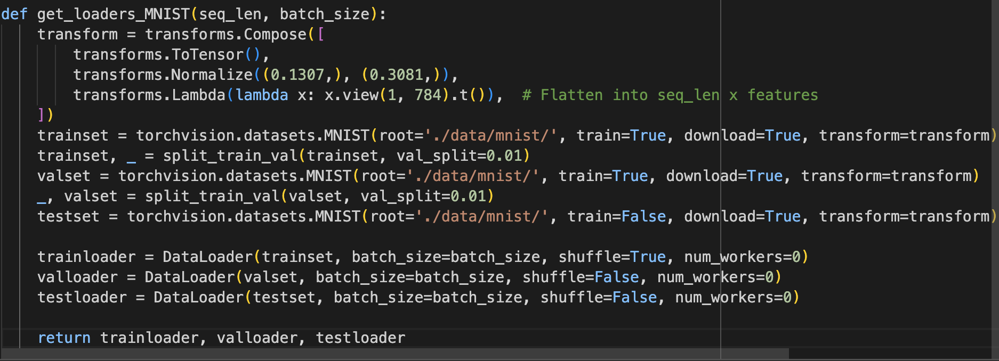 def get_loaders_MNIST(seq_len, batch_size):
    transform = transforms.Compose([
        transforms.ToTensor(),
        transforms.Normalize((0.1307,), (0.3081,)),
        transforms.Lambda(lambda x: x.view(1, 784).t()),  # Flatten into seq_len x features
    ])
    trainset = torchvision.datasets.MNIST(root='./data/mnist/', train=True, download=True, transform=transform)
    trainset, _ = split_train_val(trainset, val_split=0.01)
    valset = torchvision.datasets.MNIST(root='./data/mnist/', train=True, download=True, transform=transform)
    _, valset = split_train_val(valset, val_split=0.01)
    testset = torchvision.datasets.MNIST(root='./data/mnist/', train=False, download=True, transform=transform)
    trainloader = DataLoader(trainset, batch_size=batch_size, shuffle=True, num_workers=0)
    valloader = DataLoader(valset, batch_size=batch_size, shuffle=False, num_workers=0)
    testloader = DataLoader(testset, batch_size=batch_size, shuffle=False, num_workers=0)
    return trainloader, valloader, testloader